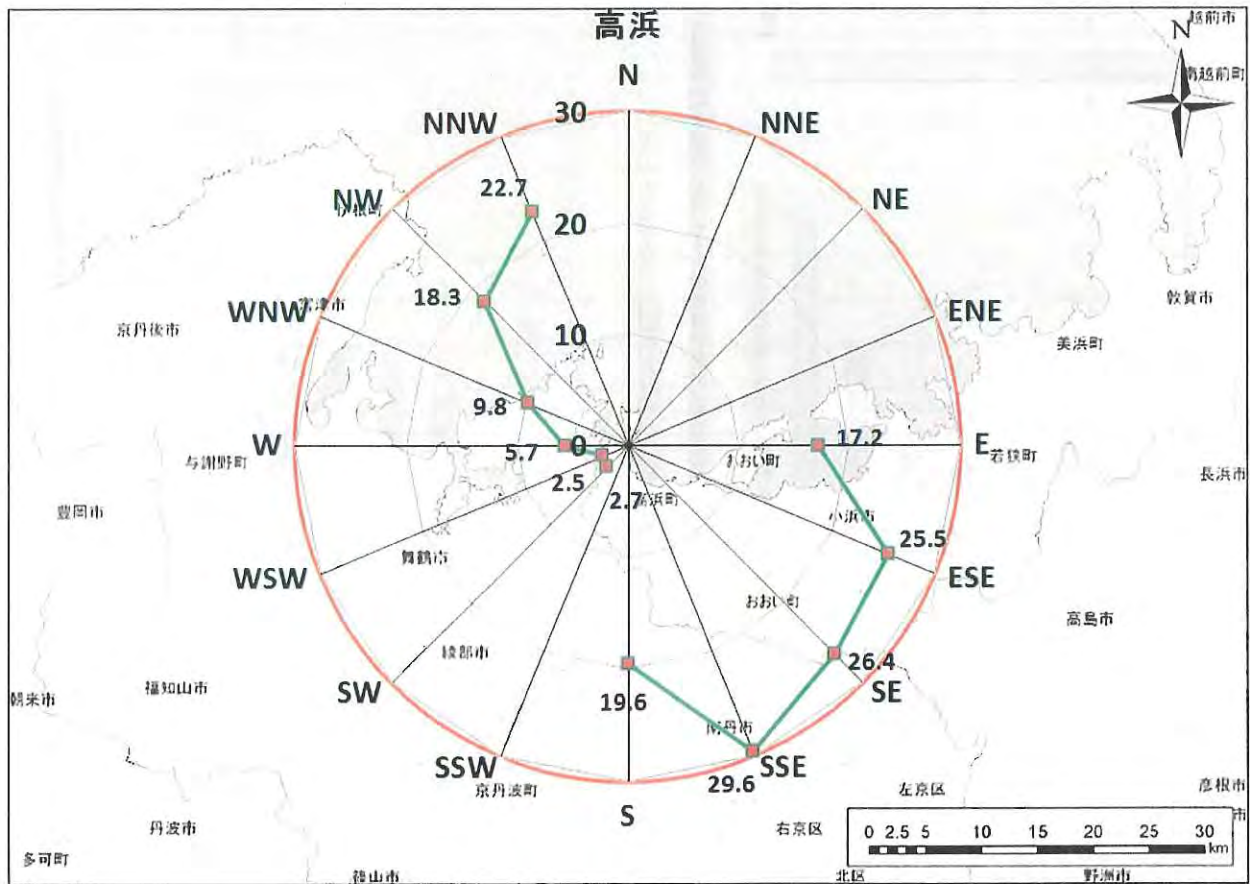 高浜
越前市
N
南越前町
N
30
NNW
NNE
22.7
NW
伊根町
20
NE
18.3
WNW
宮津市
敦賀市
京丹後市
ENE
美浜町
10
9.8
W
5.7
0
17.2
E
若狭町
与謝野町
おおい町
長浜市
2.5
2.7
高浜町
豊岡市
小浜市
25.5
舞鶴市
WSW
ESE
おおい町
高島市
綾部市
26.4
福知山市
SW
SE
朝来市
19.6
南丹市
SSW
SSE
京丹波町
29.6
左京区
彦根市
S
丹波市
右京区
市
0 2.5 5 10 15 20 25 30
km
多可町
篠山市
北区
野洲市